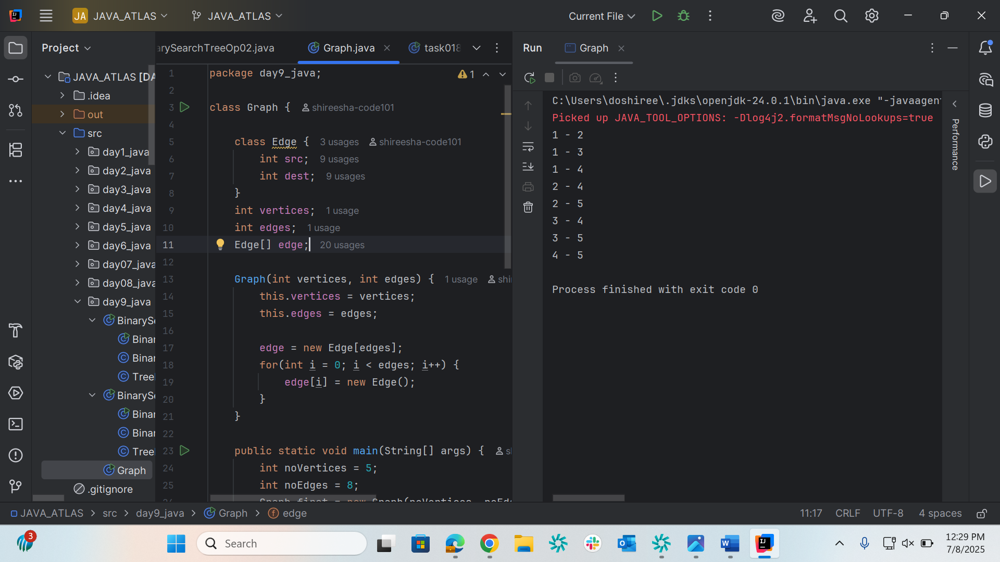 JA JAVA_ATLAS JAVA_ATLAS Current File
Project
arySearchTreeOp02.java Graph.java task018
Run Graph
JAVA_ATLAS [DA
.idea
out
src
day1_java
day2_java
day3_java
day4_java
day5_java
day6_java
day07_java
day08_java
day9_java
BinarySe
Binar
Binar
Treel
BinarySe
Binar
Binar
Treel
Graph
.gitignore
1 package day9_java; 1
2
3 class Graph { shireesha-code101
4
5 class Edge { 3 usages shireesha-code101
6 int src; 9 usages
7 int dest; 9 usages
8 }
9 int vertices; 1 usage
10 int edges; 1 usage
11 Edge[] edge; 20 usages
12
13 Graph(int vertices, int edges) { 1 usage shi
14 this.vertices = vertices;
15 this.edges = edges;
16
17 edge = new Edge[edges];
18 for(int i = 0; i < edges; i++) {
19 edge[i] = new Edge();
20 }
21 }
22
23 public static void main(String[] args) { s
24 int noVertices = 5;
25 int noEdges = 8;
26 Graph first = new Graph(noVertices, noEd
C:\Users\doshiree\.jdks\openjdk-24.0.1\bin\java.exe "-javaagen
Picked up JAVA_TOOL_OPTIONS: -Dlog4j2.formatMsgNoLookups=true
1 - 2
1 - 3
1 - 4
2 - 4
2 - 5
3 - 4
3 - 5
4 - 5
Process finished with exit code 0
Performance
JAVA_ATLAS > src > day9_java > Graph > edge
11:17 CRLF UTF-8 4 spaces
3
Search
12:29 PM
7/8/2025